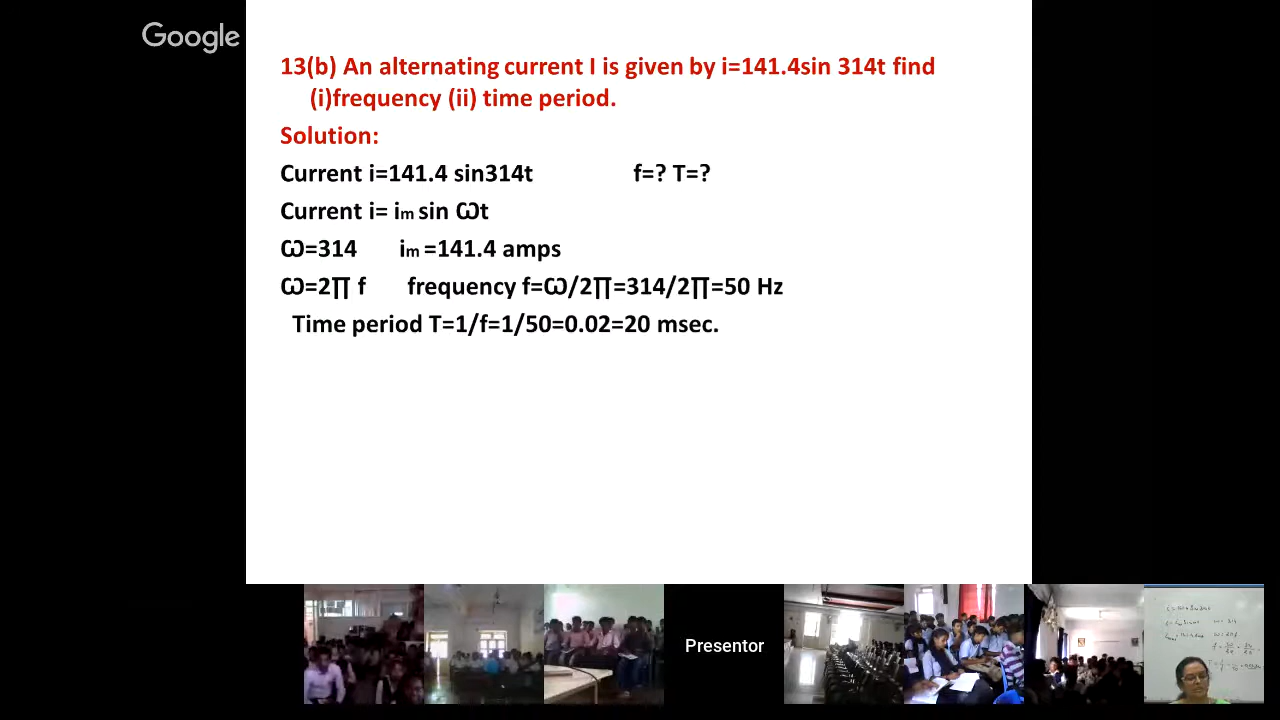 Google
13(b) An alternating current I is given by i=141.4sin 314t find
(i)frequency (ii) time period.
Solution:
Current i=141.4 sin314t f=? T=?
Current i= im sin Ѡt
Ѡ=314 im =141.4 amps
Ѡ=2∏ f frequency f=Ѡ/2∏=314/2∏=50 Hz
Time period T=1/f=1/50=0.02=20 msec.
Presentor